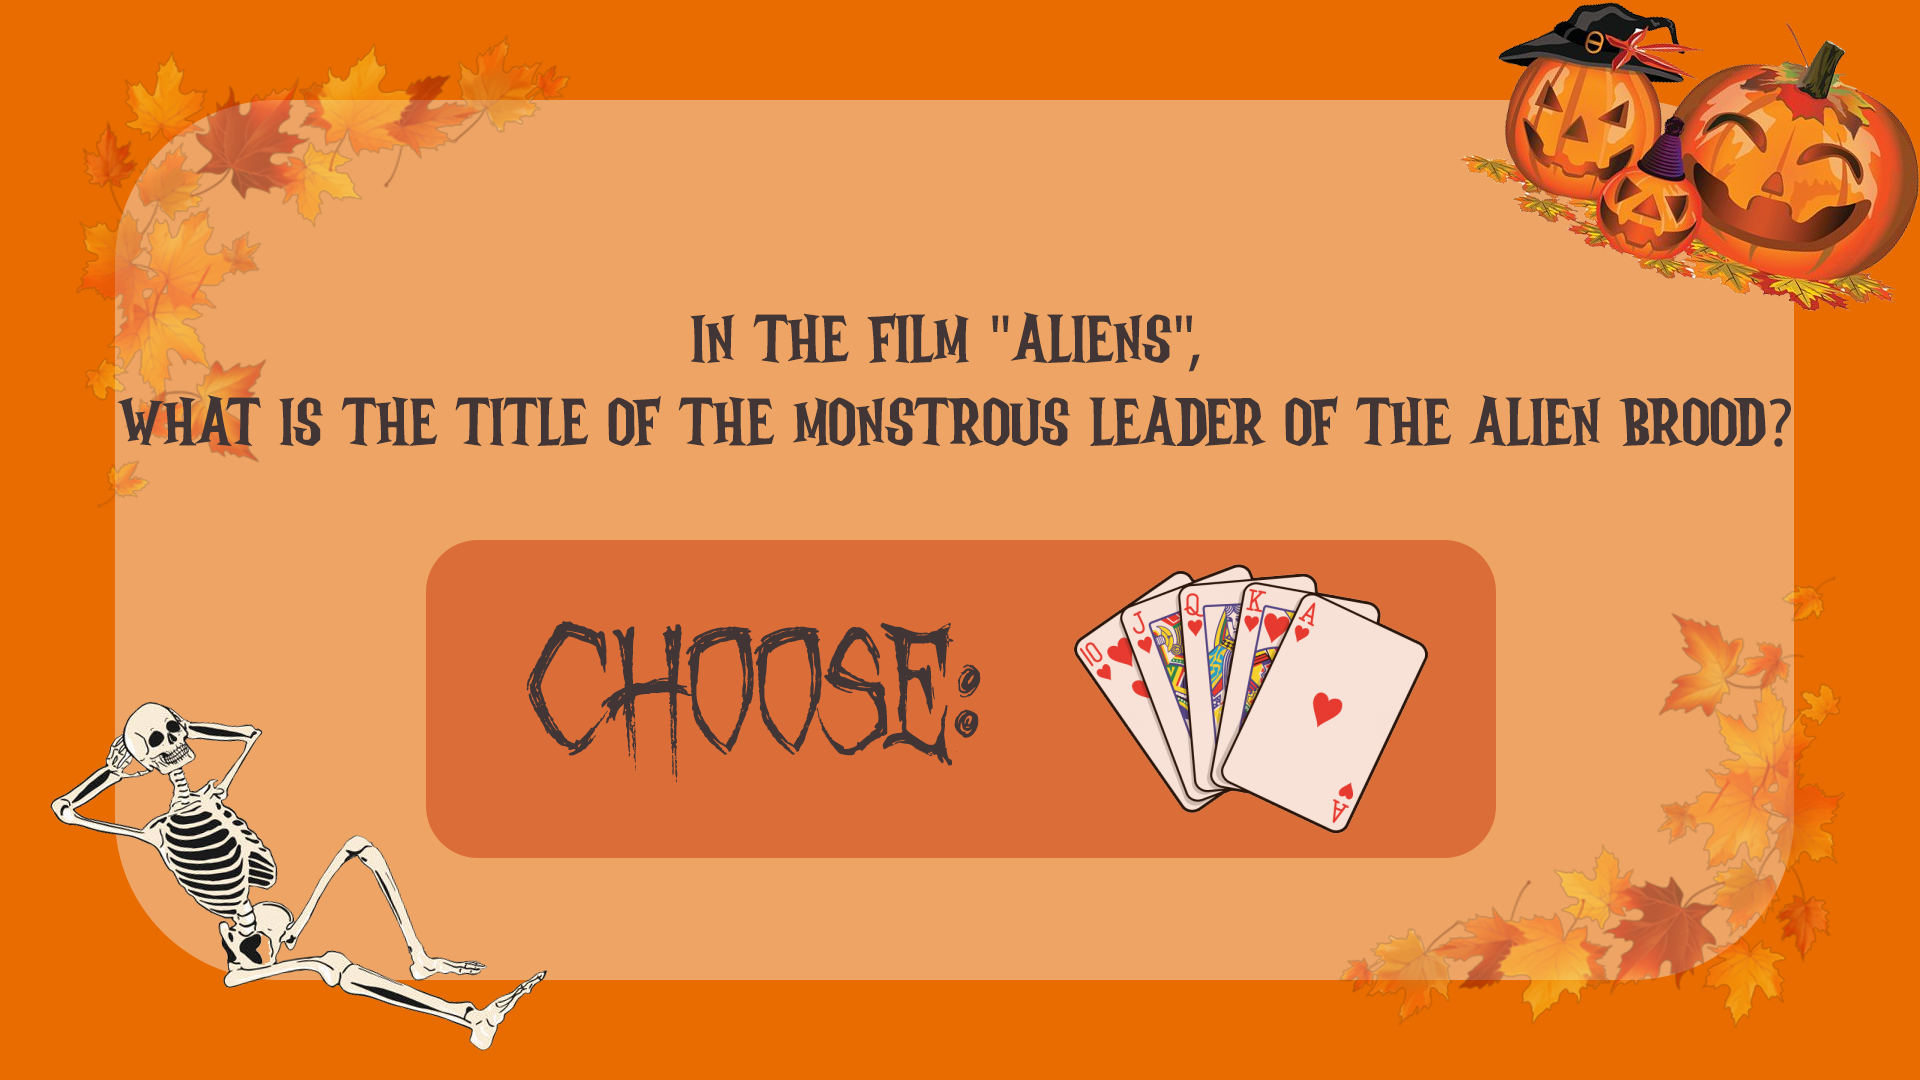 IN THE FILM "ALIENS",
WHAT IS THE TITLE OF THE MONSTROUS LEADER OF THE ALIEN BROOD?
CHOOSE:
10
J
Q
K
A
A